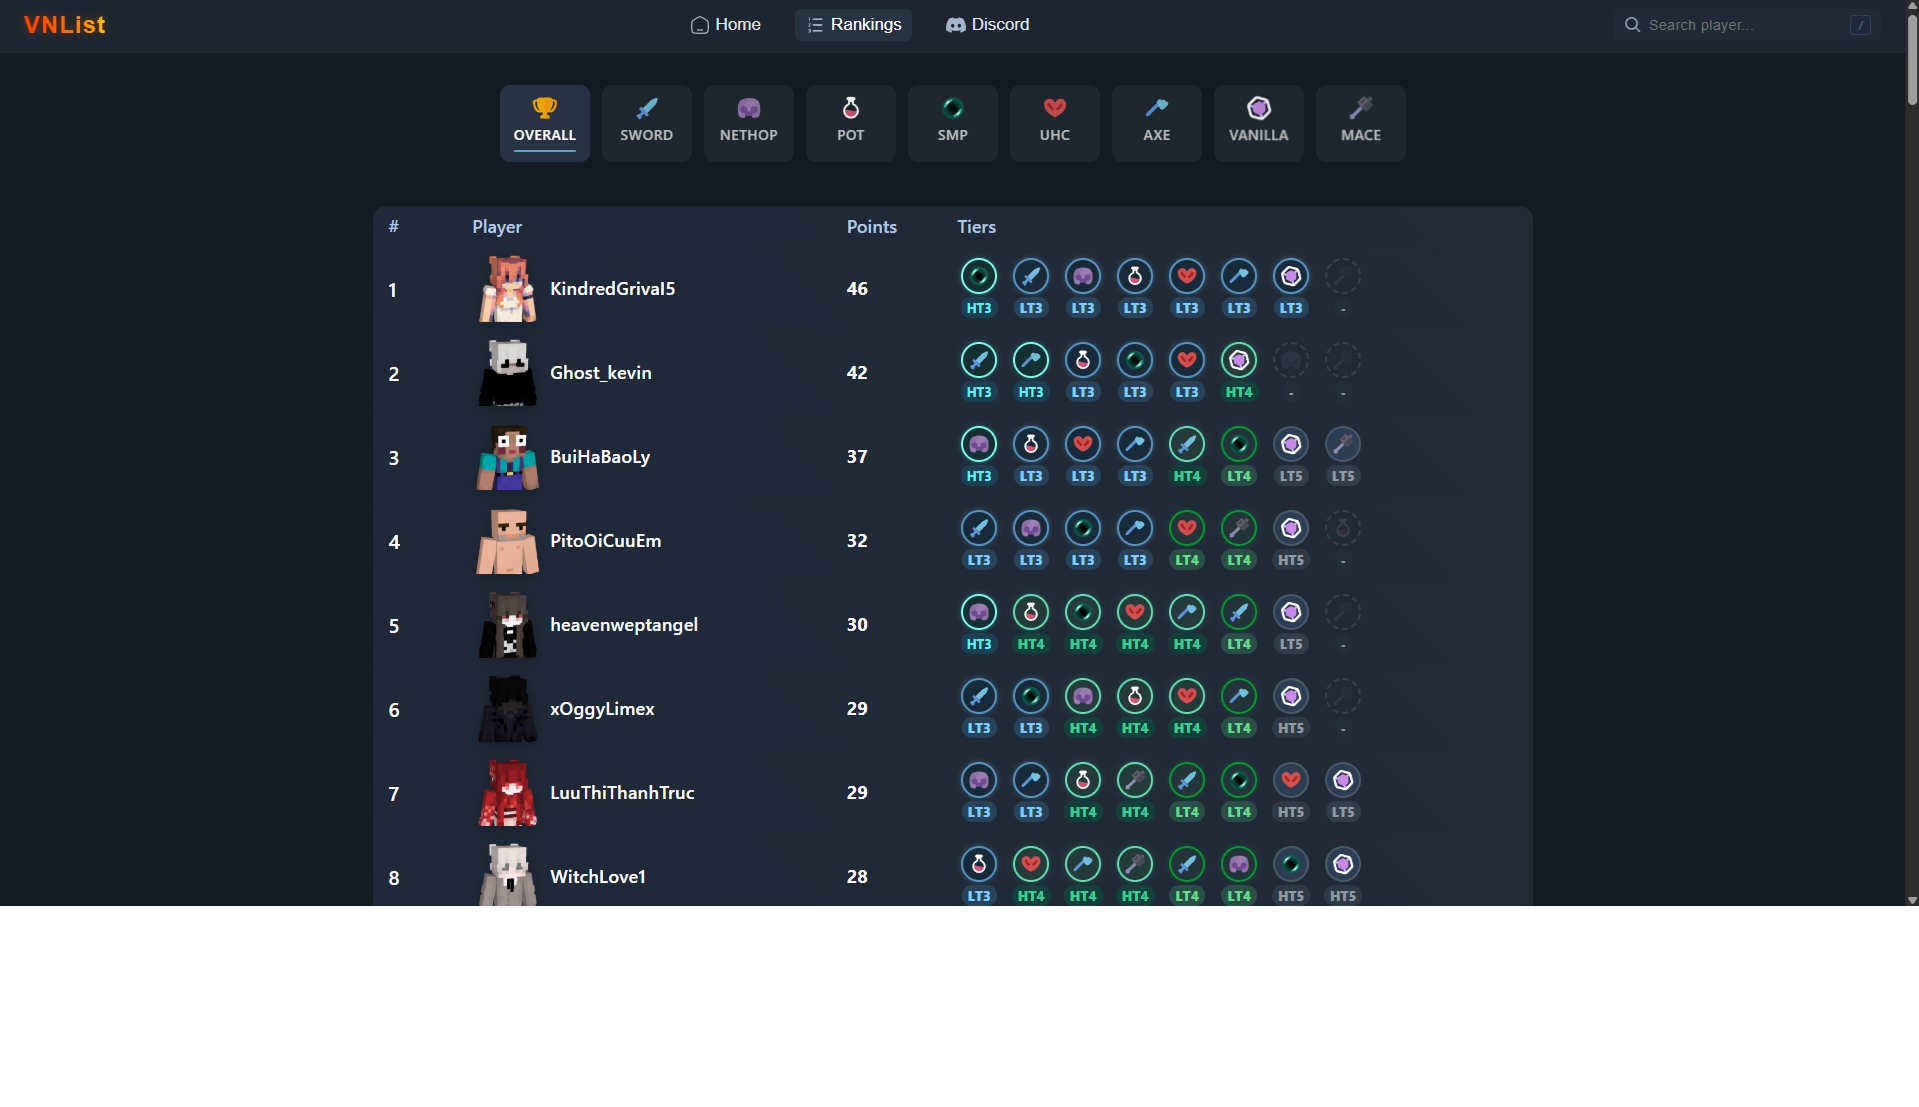 VNList Home Rankings Discord Search player... /
OVERALL SWORD NETHOP POT SMP UHC AXE VANILLA MACE
# Player Points Tiers
1 KindredGrival5 46
HT3 LT3 LT3 LT3 LT3 LT3 LT3 -
2 Ghost_kevin 42
HT3 HT3 LT3 LT3 LT3 HT4 - -
3 BuiHaBaoLy 37
HT3 LT3 LT3 LT3 HT4 LT4 LT5 LT5
4 PitoOiCuuEm 32
LT3 LT3 LT3 LT3 LT4 LT4 HT5 -
5 heavenweptangel 30
HT3 HT4 HT4 HT4 HT4 LT4 LT5 -
6 xOggyLimex 29
LT3 LT3 HT4 HT4 HT4 LT4 HT5 -
7 LuuThiThanhTruc 29
LT3 LT3 HT4 HT4 LT4 LT4 HT5 LT5
8 WitchLove1 28
LT3 HT4 HT4 HT4 LT4 LT4 HT5 HT5